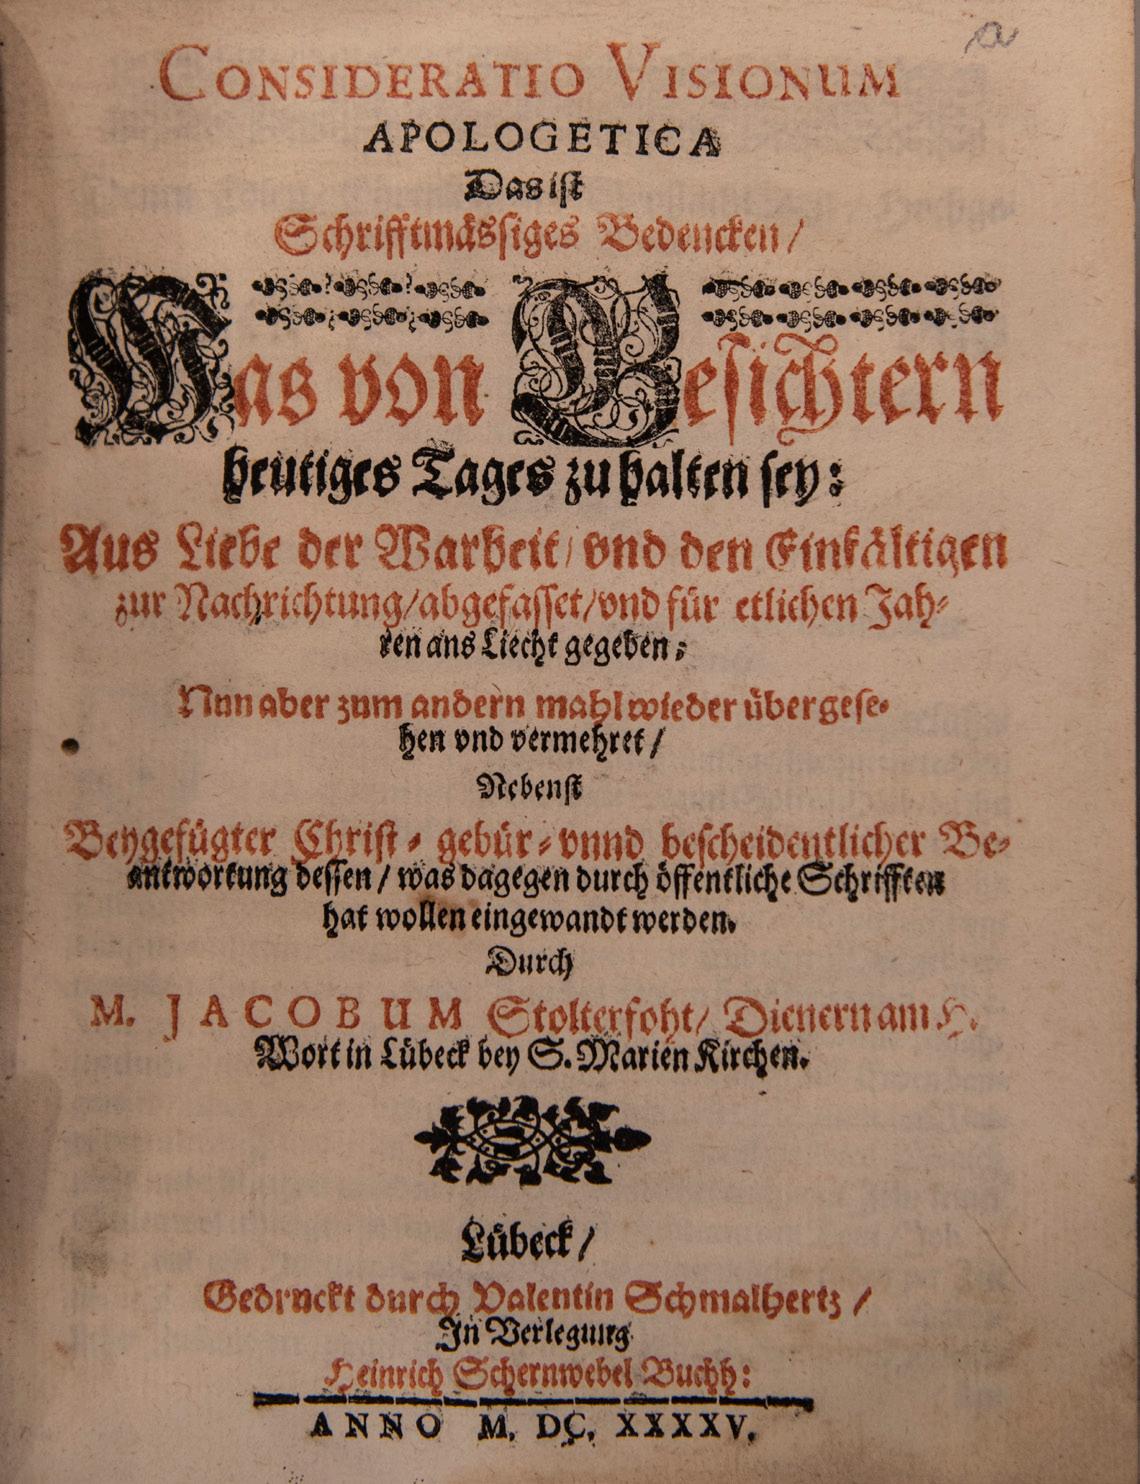 a
CONSIDERATIO VISIONUM
APOLOGETICA
Das ist
Schrifftmässiges Bedencken /
Was von Gesichtern
heutiges Tages zu halten sey:
Aus Liebe der Warheit / vnd den Einfältigen
zur Nachrichtung / abgefasset / vnd für etlichen Jah-
ren ans Liecht gegeben;
Nun aber zum andern mahl wieder übergese-
hen vnd vermehret /
Nebenst
Beygefügter Christ- gebür- vnnd bescheidentlicher Be-
antwortung dessen / was dagegen durch öffentliche Schrifften
hat wollen eingewandt werden.
Durch
M. JACOBUM Stolterfoht / Dienern am H.
Wort in Lübeck bey S. Marien Kirchen.
Lübeck /
Gedruckt durch Valentin Schmalhertz /
In Verlegung
Heinrich Schernwebel Buchh:
ANNO M. DC. XXXXV.